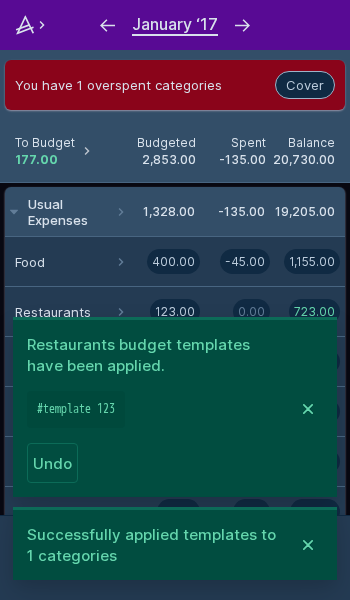 January ‘17
You have 1 overspent categories
Cover
To Budget
177.00
Budgeted
2,853.00
Spent
-135.00
Balance
20,730.00
Usual
Expenses
1,328.00
-135.00
19,205.00
Food
400.00
-45.00
1,155.00
Restaurants
123.00
0.00
723.00
Restaurants budget templates
have been applied.
#template 123
Undo
Successfully applied templates to
1 categories